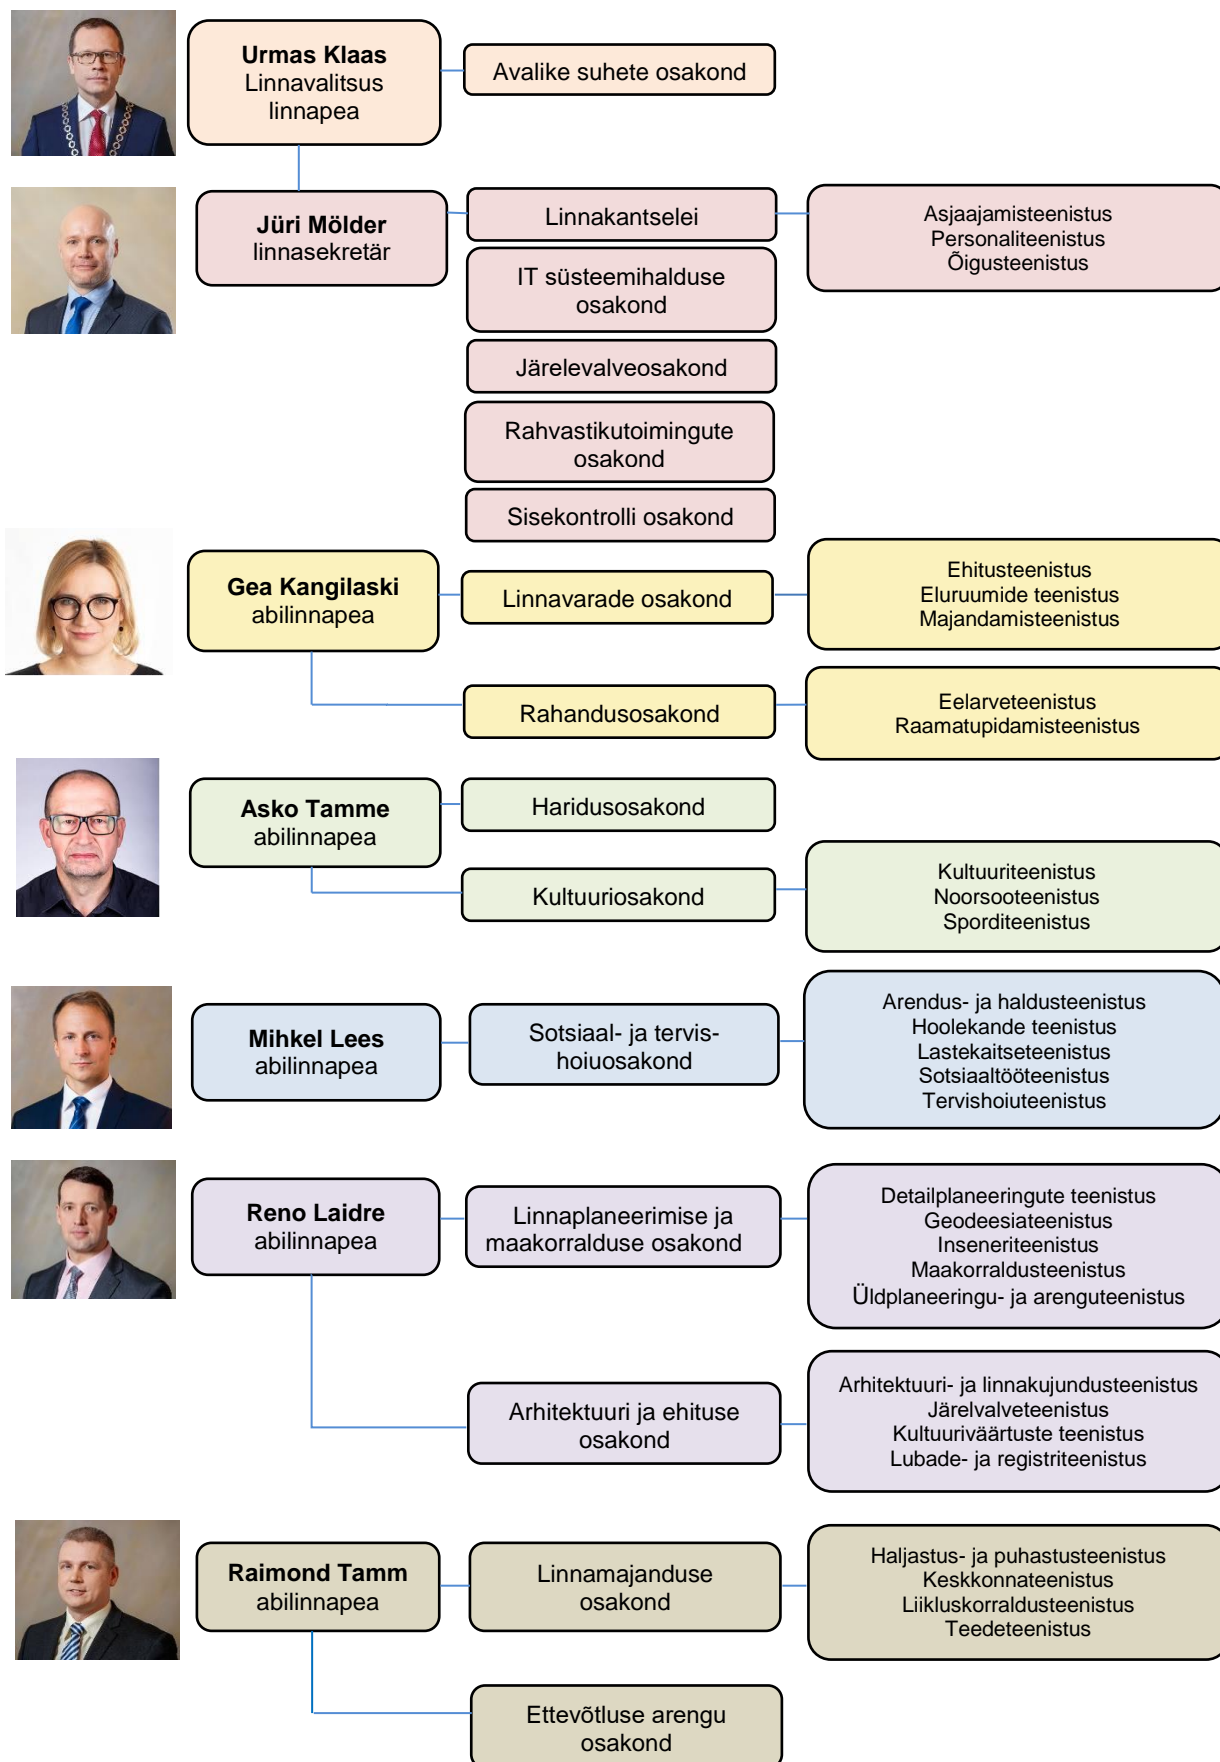 Urmas Klaas
Linnavalitsus
linnapea
Avalike suhete osakond
Jüri Mölder
linnasekretär
Linnakantselei
Asjaajamisteenistus
Personaliteenistus
Õigusteenistus
IT süsteemihalduse
osakond
Järelevalveosakond
Rahvastikutoimingute
osakond
Sisekontrolli osakond
Gea Kangilaski
abilinnapea
Linnavarade osakond
Ehitusteenistus
Eluruumide teenistus
Majandamisteenistus
Rahandusosakond
Eelarveteenistus
Raamatupidamisteenistus
Asko Tamme
abilinnapea
Haridusosakond
Kultuuriosakond
Kultuuriteenistus
Noorsooteenistus
Sporditeenistus
Mihkel Lees
abilinnapea
Sotsiaal- ja tervis-
hoiuosakond
Arendus- ja haldusteenistus
Hoolekande teenistus
Lastekaitseteenistus
Sotsiaaltööteenistus
Tervishoiuteenistus
Reno Laidre
abilinnapea
Linnaplaneerimise ja
maakorralduse osakond
Detailplaneeringute teenistus
Geodeesiateenistus
Inseneriteenistus
Maakorraldusteenistus
Üldplaneeringu- ja arenguteenistus
Arhitektuuri ja ehituse
osakond
Arhitektuuri- ja linnakujundusteenistus
Järelvalveteenistus
Kultuuriväärtuste teenistus
Lubade- ja registriteenistus
Raimond Tamm
abilinnapea
Linnamajanduse
osakond
Haljastus- ja puhastusteenistus
Keskkonnateenistus
Liikluskorraldusteenistus
Teedeteenistus
Ettevõtluse arengu
osakond